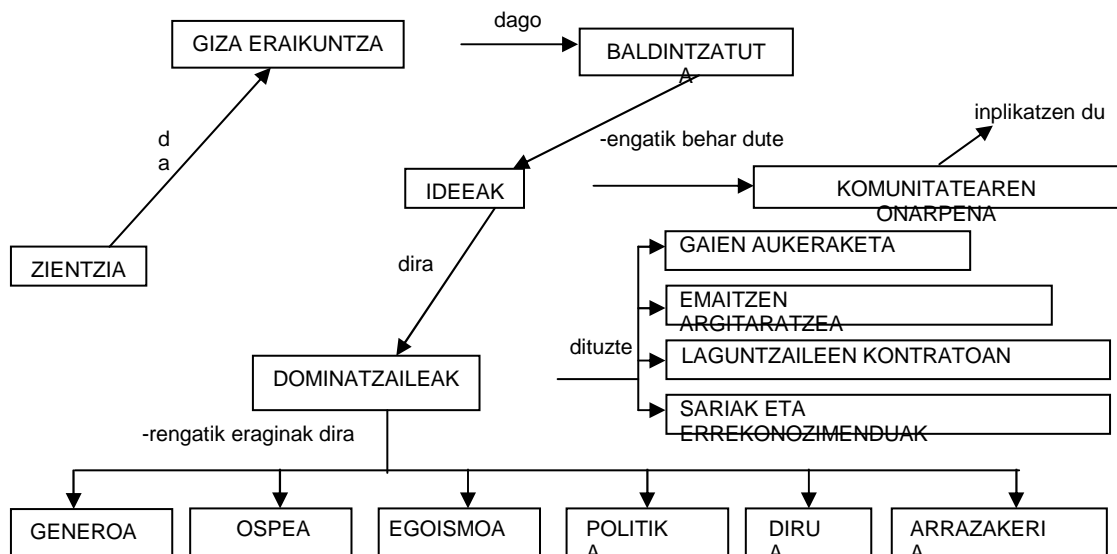 dago
GIZA ERAIKUNTZA
BALDINTZATUT
A
inplikatzen du
d
a
-engatik behar dute
IDEEAK
KOMUNITATEAREN
ONARPENA
ZIENTZIA
dira
GAIEN AUKERAKETA
EMAITZEN
ARGITARATZEA
dituzte
LAGUNTZAILEEN KONTRATOAN
DOMINATZAILEAK
SARIAK ETA
ERREKONOZIMENDUAK
-rengatik eraginak dira
GENEROA
OSPEA
EGOISMOA
POLITIK
A
DIRU
A
ARRAZAKERI
A